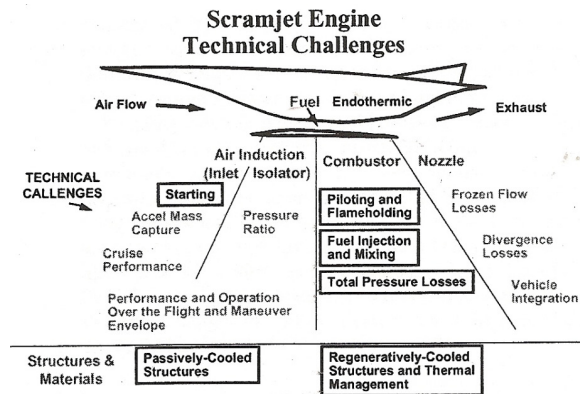 Scramjet Engine
Technical Challenges
Air Flow
Fuel
Endothermic
Exhaust
Air Induction
(Inlet Isolator)
Combustor
Nozzle
TECHNICAL
CALLENGES
Starting
Accel Mass
Capture
Cruise
Performance
Pressure
Ratio
Performance and Operation
Over the Flight and Maneuver
Envelope
Piloting and
Flameholding
Fuel Injection
and Mixing
Total Pressure Losses
Frozen Flow
Losses
Divergence
Losses
Vehicle
Integration
Structures &
Materials
Passively-Cooled
Structures
Regeneratively-Cooled
Structures and Thermal
Management